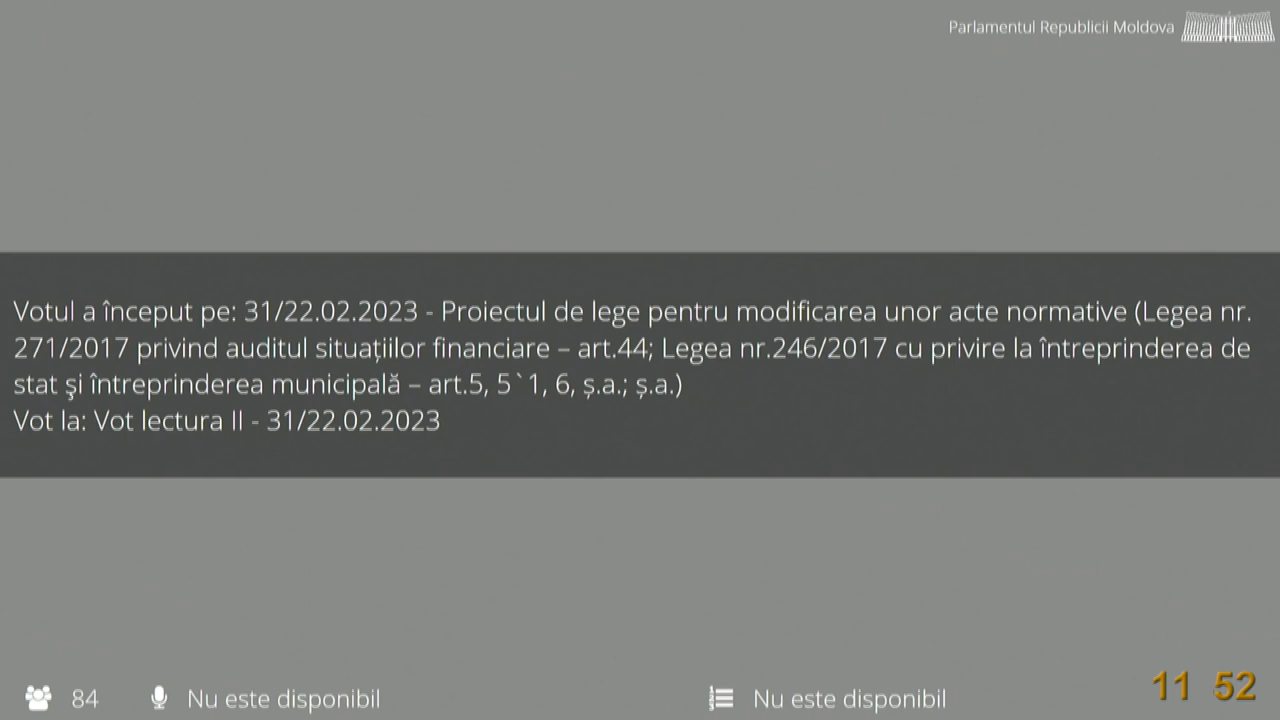 Parlamentul Republicii Moldova
Votul a început pe: 31/22.02.2023 - Proiectul de lege pentru modificarea unor acte normative (Legea nr.
271/2017 privind auditul situațiilor financiare – art.44; Legea nr.246/2017 cu privire la întreprinderea de
stat şi întreprinderea municipală – art.5, 5`1, 6, ș.a.; ș.a.)
Vot la: Vot lectura II - 31/22.02.2023
84 Nu este disponibil Nu este disponibil 11 52